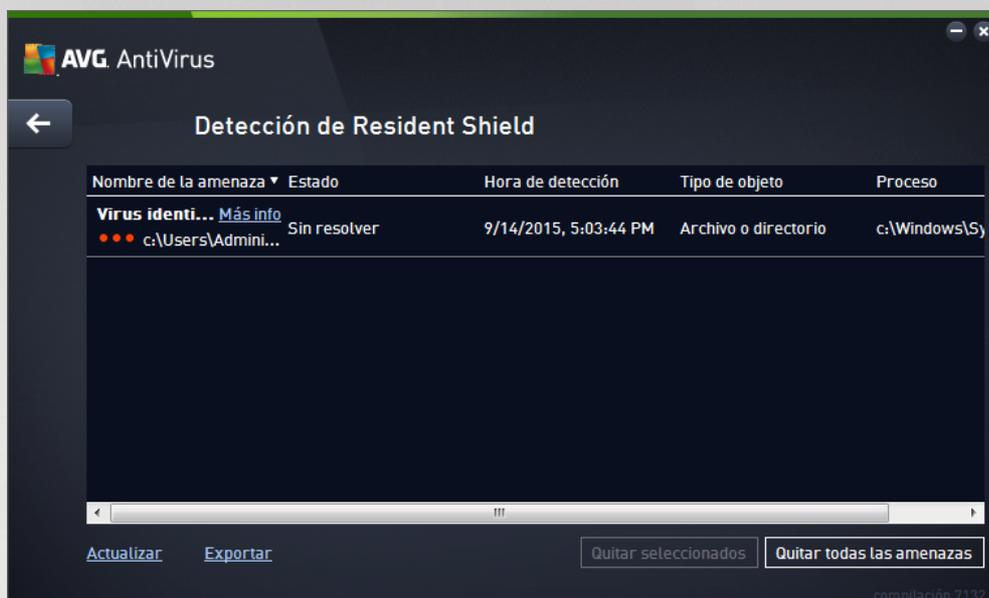 AVG. AntiVirus
Detección de Resident Shield
Nombre de la amenaza Estado Hora de detección Tipo de objeto Proceso
Virus identi... Más info
Sin resolver 9/14/2015, 5:03:44 PM Archivo o directorio c:\Windows\Sy
c:\Users\Admini...
Actualizar Exportar Quitar seleccionados Quitar todas las amenazas
compilación 7132